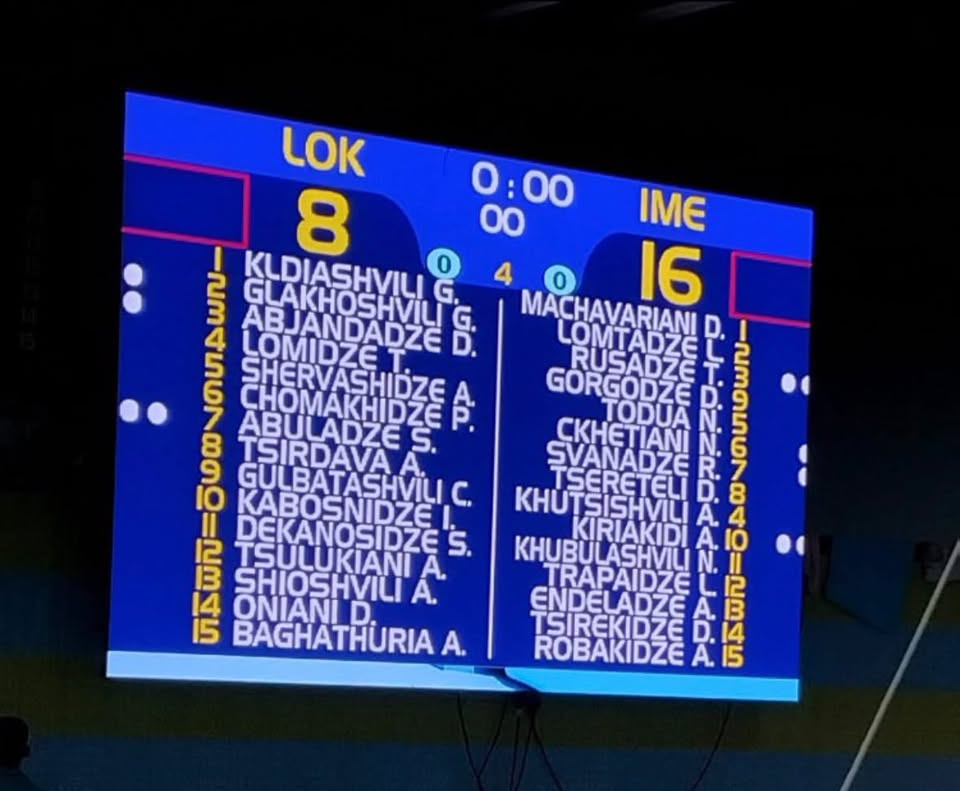 LOK
0:00
IME
8
00
16
0 4 0
1 KLDIASHVILI G.
2 GLAKHOSHVILI G.
3 ABJANDADZE D.
4 LOMIDZE T.
5 SHERVASHIDZE A.
6 CHOMAKHIDZE P.
7 ABULADZE S.
8 TSIRDAVA A.
9 GULBATASHVILI C.
10 KABOSNIDZE I.
11 DEKANOSIDZE S.
12 TSULUKIANI A.
13 SHIOSHVILI A.
14 ONIANI D.
15 BAGHATHURIA A.
MACHAVARIANI D. 1
LOMTADZE L. 2
RUSADZE T. 3
GORGODZE D. 9
TODUA N. 5
CKHETIANI N. 6
SVANADZE R. 7
TSERETELI D. 8
KHUTSISHVILI A. 4
KIRIAKIDI A. 10
KHUBULASHVILI N. 11
TRAPAIDZE L. 12
ENDELADZE A. 13
TSIREKIDZE D. 14
ROBAKIDZE A. 15